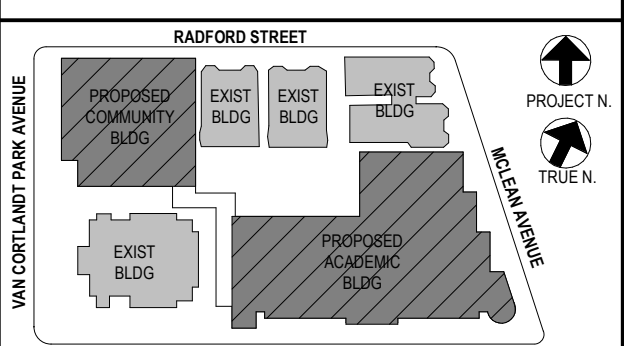 RADFORD STREET
VAN CORTLANDT PARK AVENUE
PROPOSED
COMMUNITY
BLDG
EXIST
BLDG
EXIST
BLDG
EXIST
BLDG
PROJECT N.
TRUE N.
MCLEAN AVENUE
EXIST
BLDG
PROPOSED
ACADEMIC
BLDG